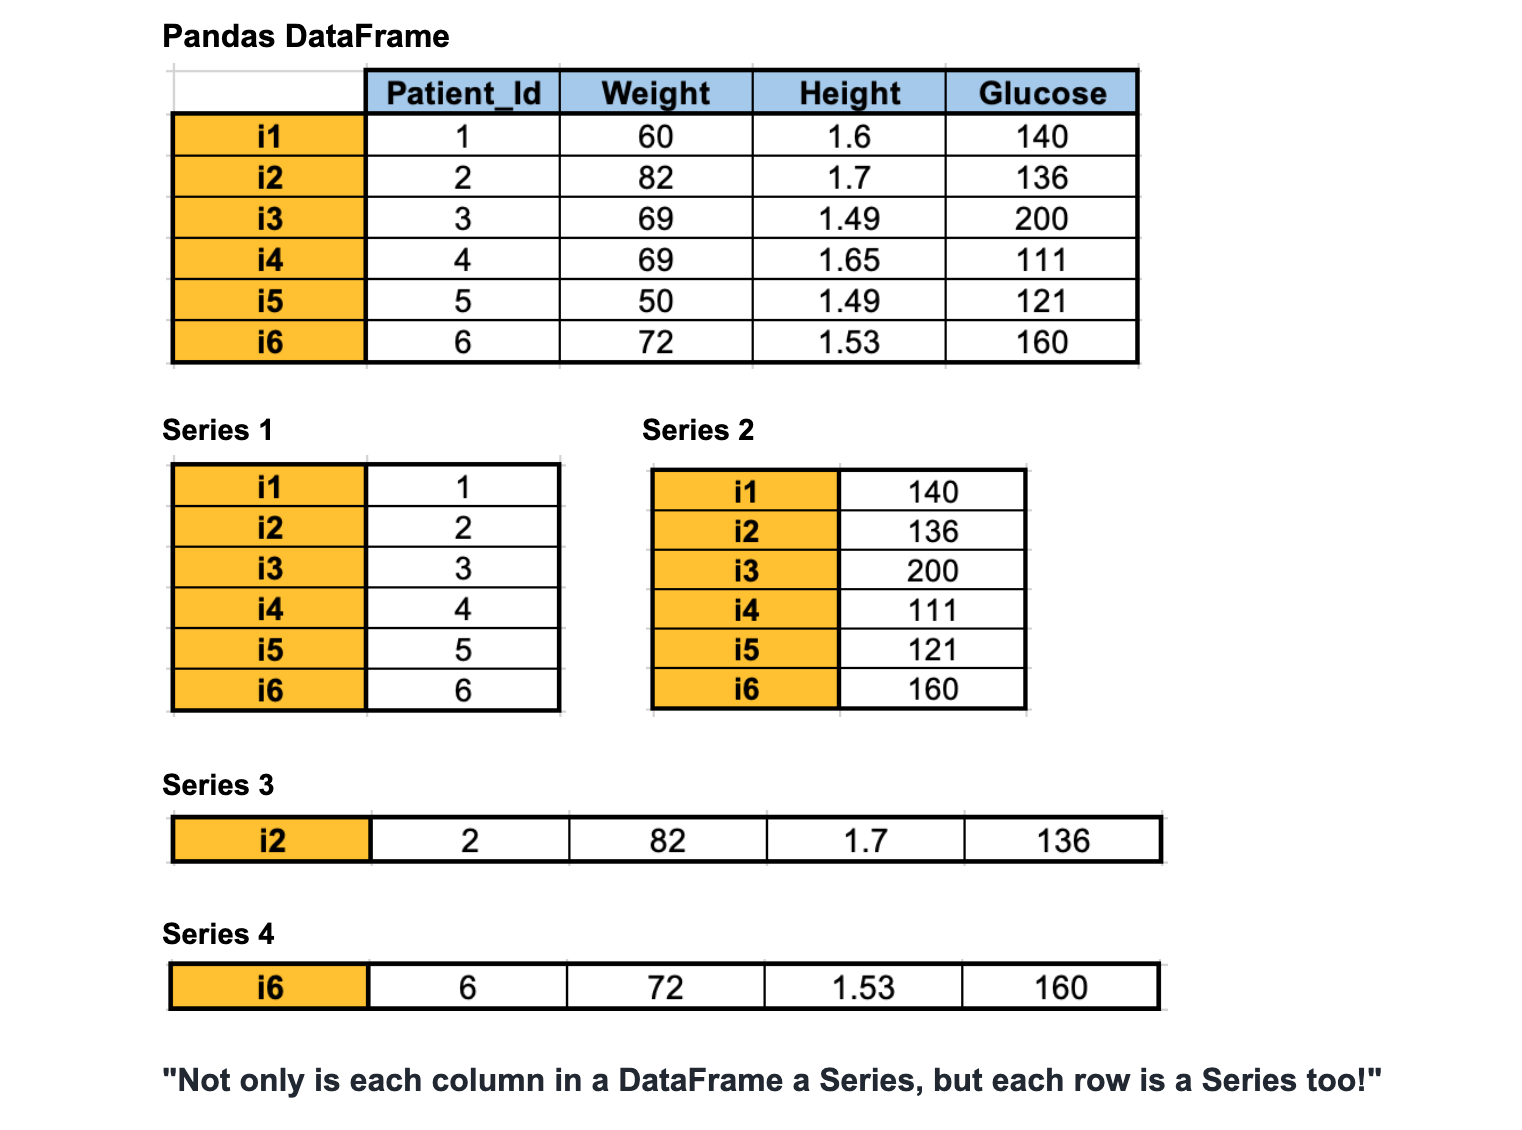 Pandas DataFrame
Patient_Id Weight Height Glucose
i1 1 60 1.6 140
i2 2 82 1.7 136
i3 3 69 1.49 200
i4 4 69 1.65 111
i5 5 50 1.49 121
i6 6 72 1.53 160
Series 1
i1 1
i2 2
i3 3
i4 4
i5 5
i6 6
Series 2
i1 140
i2 136
i3 200
i4 111
i5 121
i6 160
Series 3
i2 2 82 1.7 136
Series 4
i6 6 72 1.53 160
"Not only is each column in a DataFrame a Series, but each row is a Series too!"